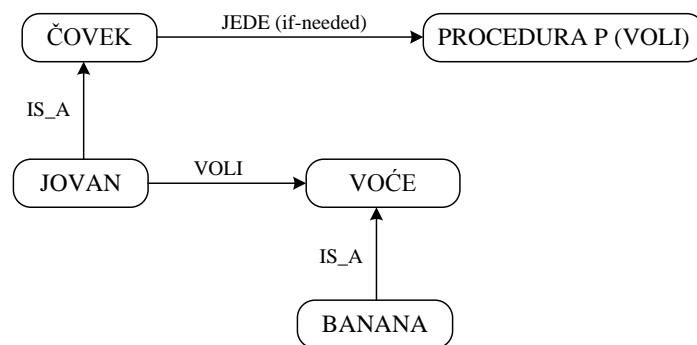 ČOVEK
JEDE (if-needed)
PROCEDURA P (VOLI)
IS_A
JOVAN
VOLI
VOĆE
IS_A
BANANA